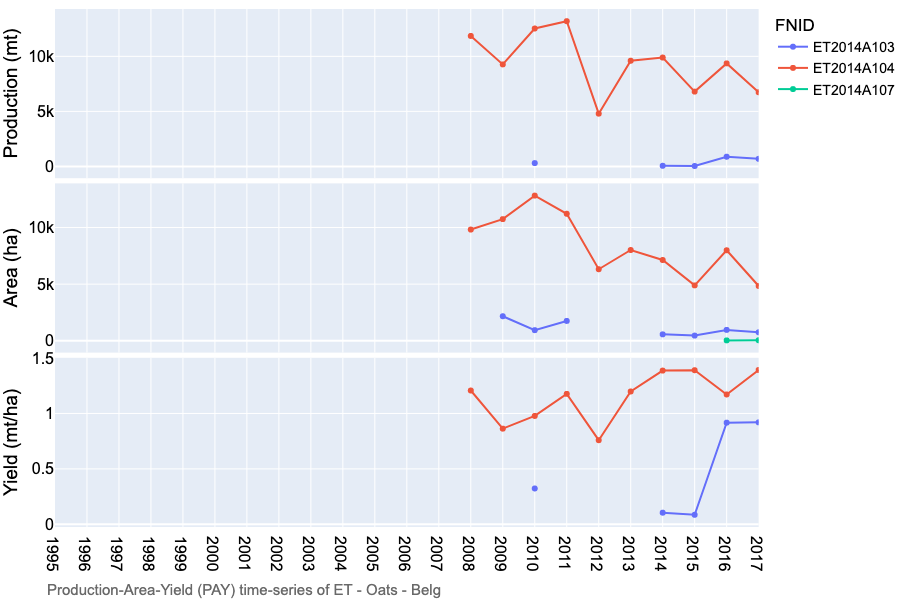 FNID
ET2014A103
ET2014A104
ET2014A107
Production (mt)
10k
5k
0
Area (ha)
10k
5k
0
Yield (mt/ha)
1.5
1
0.5
0
1995 1996 1997 1998 1999 2000 2001 2002 2003 2004 2005 2006 2007 2008 2009 2010 2011 2012 2013 2014 2015 2016 2017
Production-Area-Yield (PAY) time-series of ET - Oats - Belg